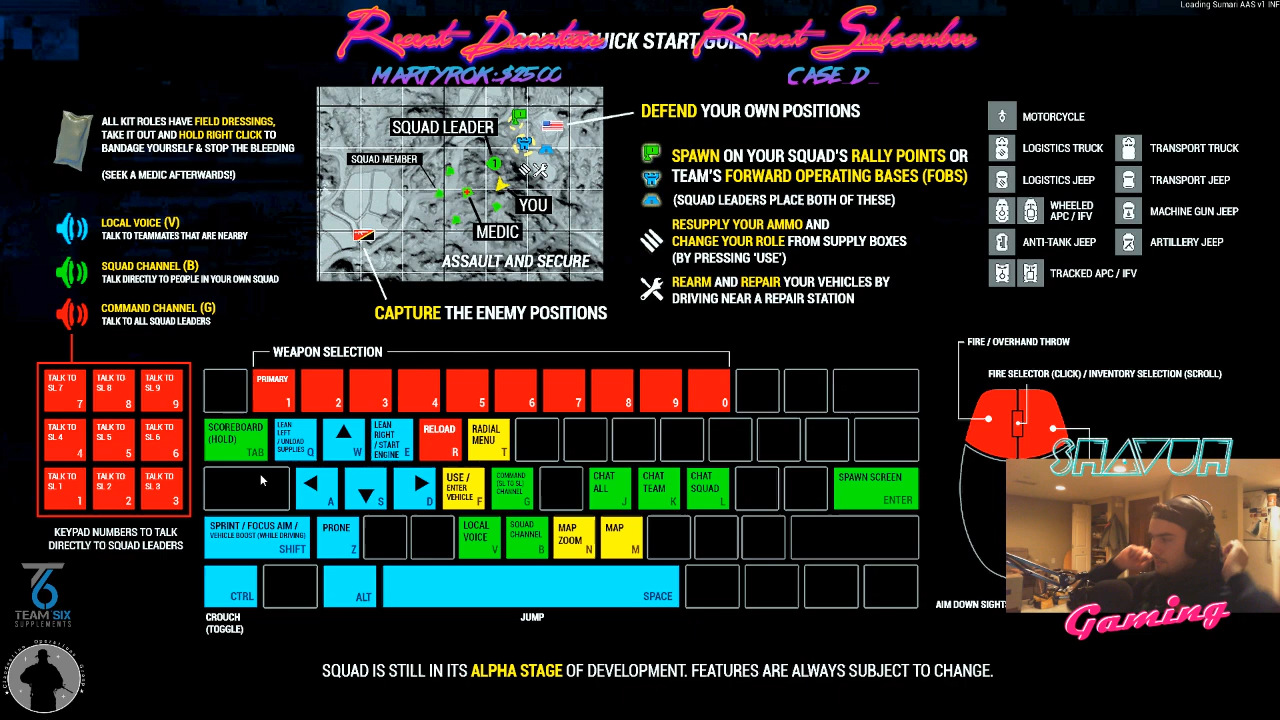 Loading Sumari AAS v1 INF
Recent Donation
QUICK START GUIDE
Recent Subscriber
MARTYROK:$25.00
CASE_D_
ALL KIT ROLES HAVE FIELD DRESSINGS,
TAKE IT OUT AND HOLD RIGHT CLICK TO
BANDAGE YOURSELF & STOP THE BLEEDING
(SEEK A MEDIC AFTERWARDS!)
LOCAL VOICE (V)
TALK TO TEAMMATES THAT ARE NEARBY
SQUAD CHANNEL (B)
TALK DIRECTLY TO PEOPLE IN YOUR OWN SQUAD
COMMAND CHANNEL (G)
TALK TO ALL SQUAD LEADERS
SQUAD LEADER
SQUAD MEMBER
1
YOU
MEDIC
ASSAULT AND SECURE
CAPTURE THE ENEMY POSITIONS
DEFEND YOUR OWN POSITIONS
SPAWN ON YOUR SQUAD'S RALLY POINTS OR
TEAM'S FORWARD OPERATING BASES (FOBS)
(SQUAD LEADERS PLACE BOTH OF THESE)
RESUPPLY YOUR AMMO AND
CHANGE YOUR ROLE FROM SUPPLY BOXES
(BY PRESSING 'USE')
REARM AND REPAIR YOUR VEHICLES BY
DRIVING NEAR A REPAIR STATION
MOTORCYCLE
LOGISTICS TRUCK
TRANSPORT TRUCK
LOGISTICS JEEP
TRANSPORT JEEP
WHEELED
APC / IFV
MACHINE GUN JEEP
ANTI-TANK JEEP
ARTILLERY JEEP
TRACKED APC / IFV
TALK TO SL 7 7
TALK TO SL 8 8
TALK TO SL 9 9
TALK TO SL 4 4
TALK TO SL 5 5
TALK TO SL 6 6
TALK TO SL 1 1
TALK TO SL 2 2
TALK TO SL 3 3
KEYPAD NUMBERS TO TALK
DIRECTLY TO SQUAD LEADERS
WEAPON SELECTION
PRIMARY 1 2 3 4 5 6 7 8 9 0
SCOREBOARD (HOLD) TAB
LEAN LEFT / UNLOAD SUPPLIES Q
W
LEAN RIGHT / START ENGINE E
RELOAD R
RADIAL MENU T
A
S
D
USE / ENTER VEHICLE F
COMMAND (SL TO SL) CHANNEL G
CHAT ALL J
CHAT TEAM K
CHAT SQUAD L
SPAWN SCREEN ENTER
SPRINT / FOCUS AIM / VEHICLE BOOST (WHILE DRIVING) SHIFT
PRONE Z
LOCAL VOICE V
SQUAD CHANNEL B
MAP ZOOM N
MAP M
CTRL
ALT
SPACE
CROUCH
(TOGGLE)
JUMP
FIRE / OVERHAND THROW
FIRE SELECTOR (CLICK) / INVENTORY SELECTION (SCROLL)
SHAVUH
AIM DOWN SIGHT
Gaming
T6
TEAM SIX
SUPPLEMENTS
SQUAD IS STILL IN ITS ALPHA STAGE OF DEVELOPMENT. FEATURES ARE ALWAYS SUBJECT TO CHANGE.